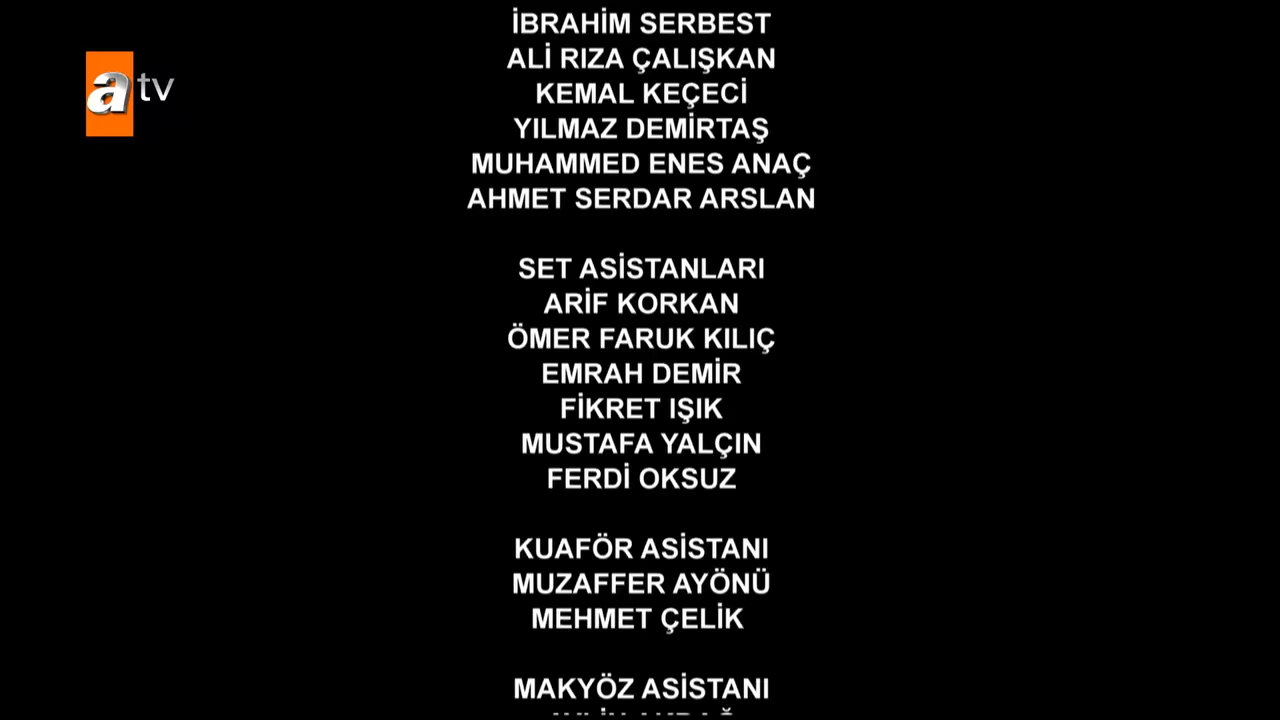 atv
İBRAHİM SERBEST
ALİ RIZA ÇALIŞKAN
KEMAL KEÇECİ
YILMAZ DEMİRTAŞ
MUHAMMED ENES ANAÇ
AHMET SERDAR ARSLAN
SET ASİSTANLARI
ARİF KORKAN
ÖMER FARUK KILIÇ
EMRAH DEMİR
FİKRET IŞIK
MUSTAFA YALÇIN
FERDİ OKSUZ
KUAFÖR ASİSTANI
MUZAFFER AYÖNÜ
MEHMET ÇELİK
MAKYÖZ ASİSTANI